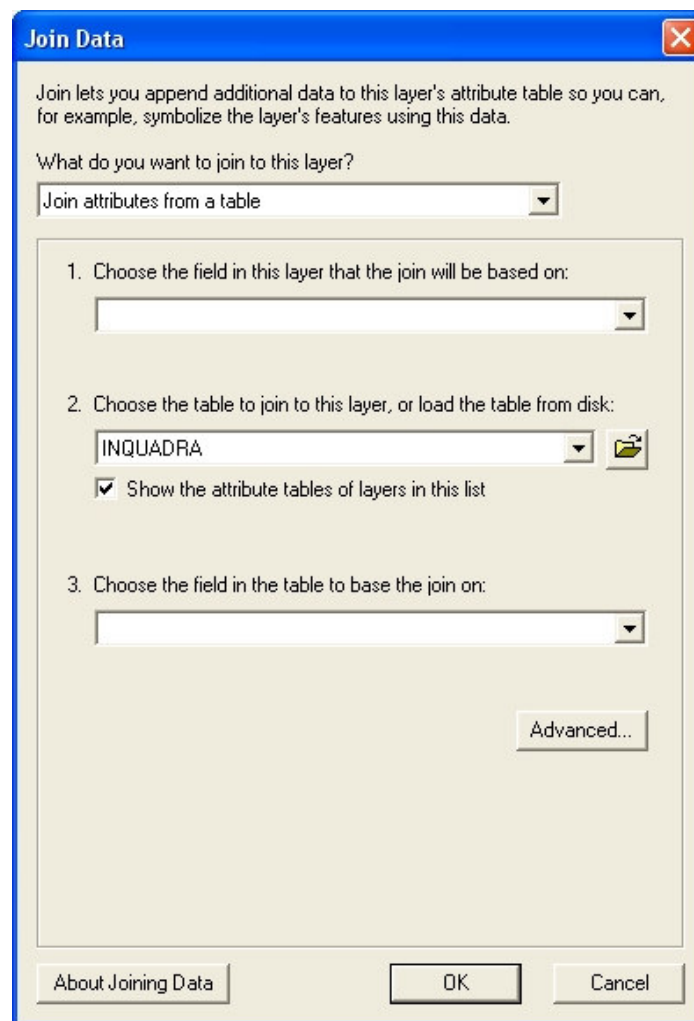 Join Data
Join lets you append additional data to this layer's attribute table so you can,
for example, symbolize the layer's features using this data.
What do you want to join to this layer?
Join attributes from a table
1. Choose the field in this layer that the join will be based on:
2. Choose the table to join to this layer, or load the table from disk:
INQUADRA
Show the attribute tables of layers in this list
3. Choose the field in the table to base the join on:
Advanced...
About Joining Data
OK
Cancel